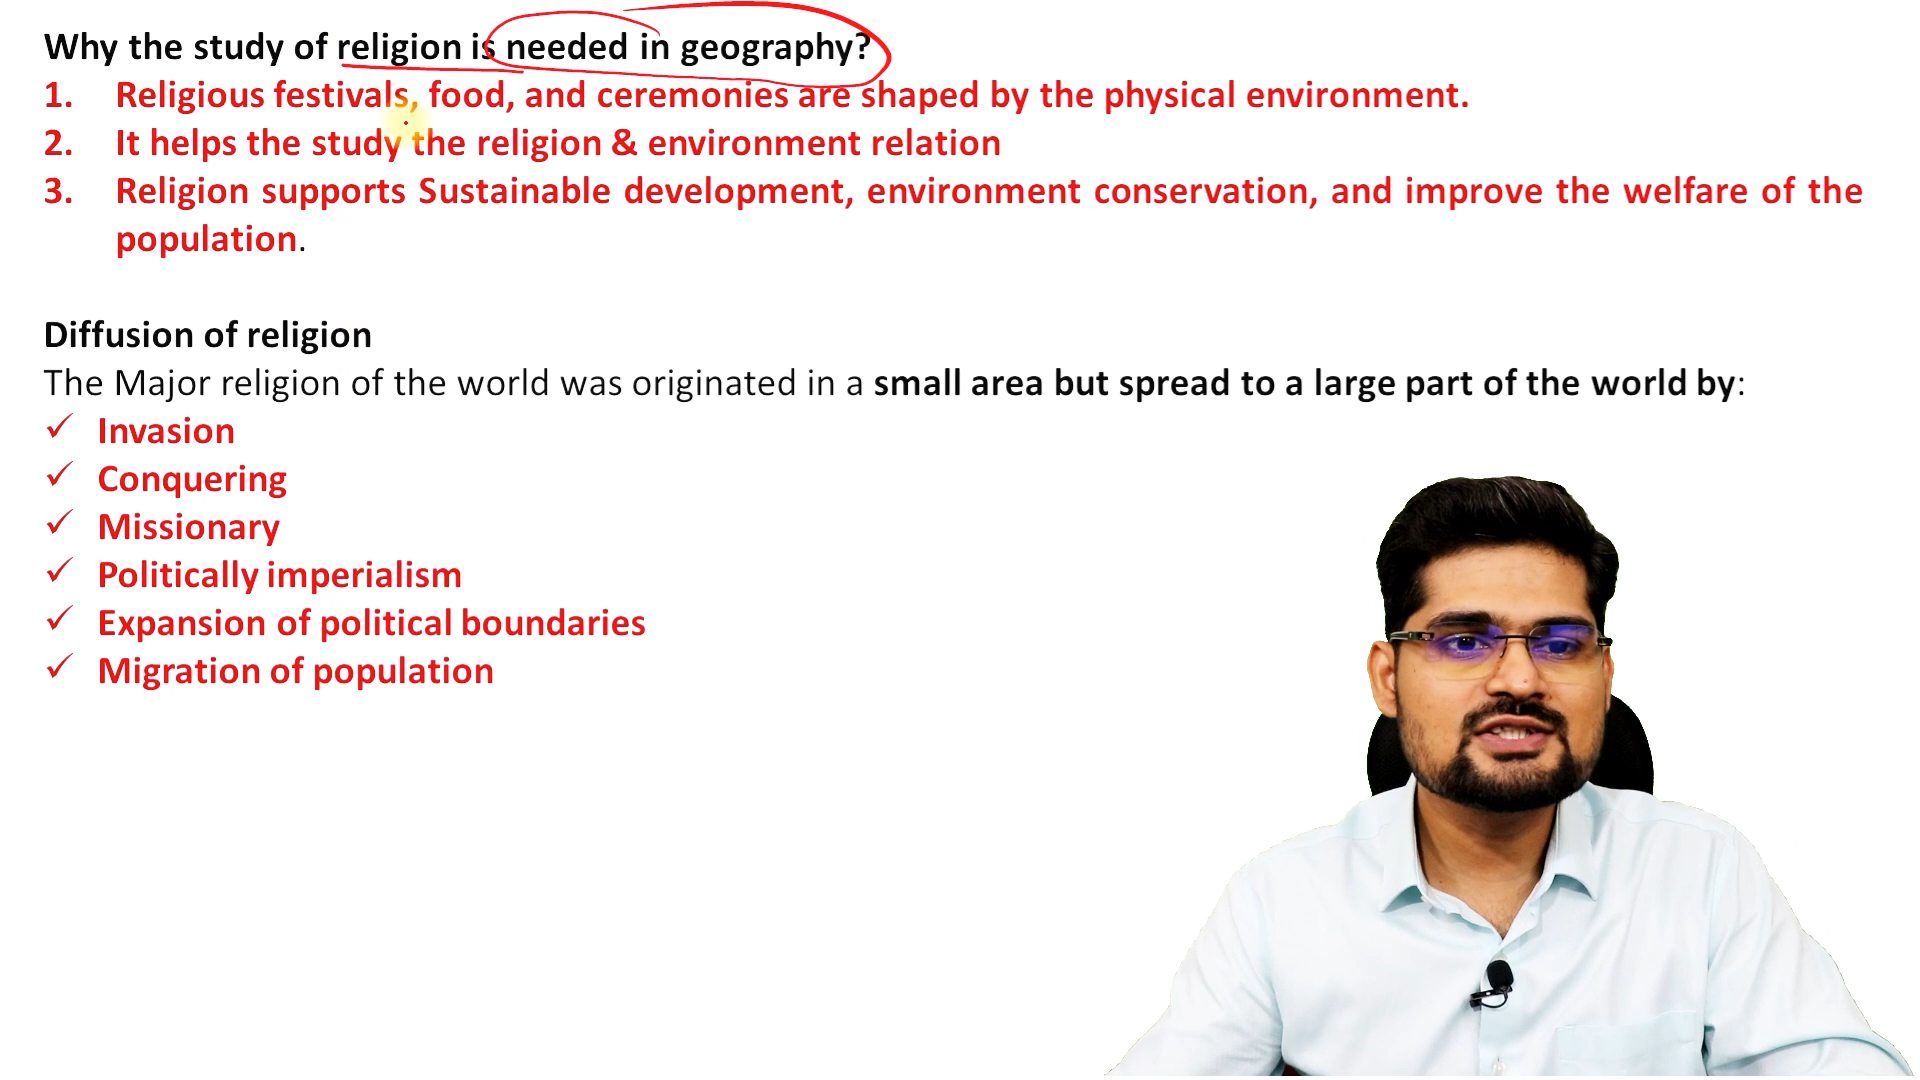 Why the study of religion is needed in geography?
1. Religious festivals, food, and ceremonies are shaped by the physical environment.
2. It helps the study the religion & environment relation
3. Religion supports Sustainable development, environment conservation, and improve the welfare of the
population.
Diffusion of religion
The Major religion of the world was originated in a small area but spread to a large part of the world by:
✓ Invasion
✓ Conquering
✓ Missionary
✓ Politically imperialism
✓ Expansion of political boundaries
✓ Migration of population